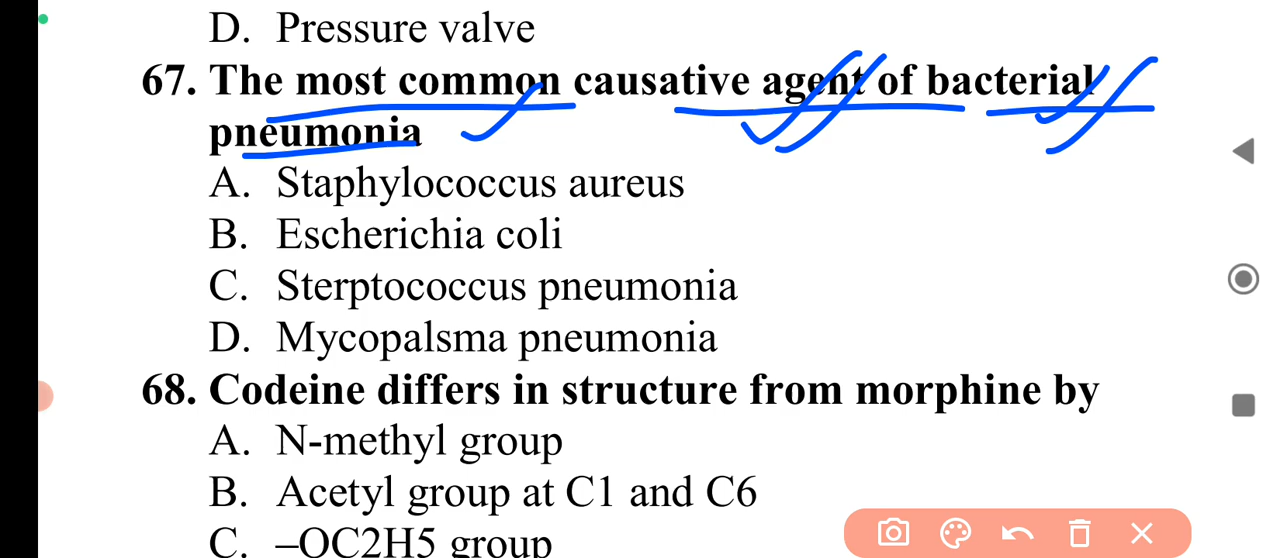 D. Pressure valve
67. The most common causative agent of bacterial
pneumonia
A. Staphylococcus aureus
B. Escherichia coli
C. Sterptococcus pneumonia
D. Mycopalsma pneumonia
68. Codeine differs in structure from morphine by
A. N-methyl group
B. Acetyl group at C1 and C6
C. –OC2H5 group